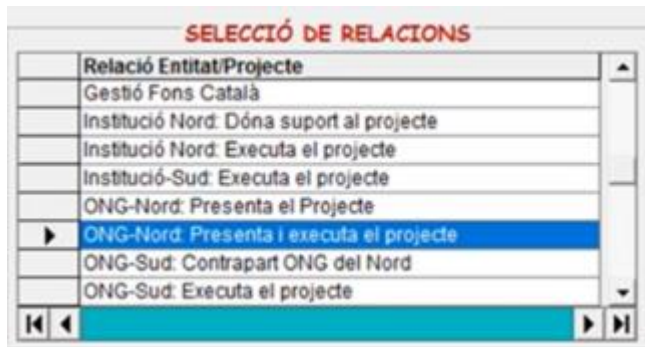 SELECCIÓ DE RELACIONS
Relació Entitat/Projecte
Gestió Fons Català
Institució Nord: Dóna suport al projecte
Institució Nord: Executa el projecte
Institució-Sud: Executa el projecte
ONG-Nord: Presenta el Projecte
ONG-Nord: Presenta i executa el projecte
ONG-Sud: Contrapart ONG del Nord
ONG-Sud: Executa el projecte